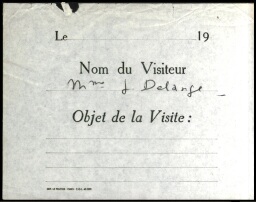 Le 19
Nom du Visiteur
Mme J Delange
Objet de la Visite :